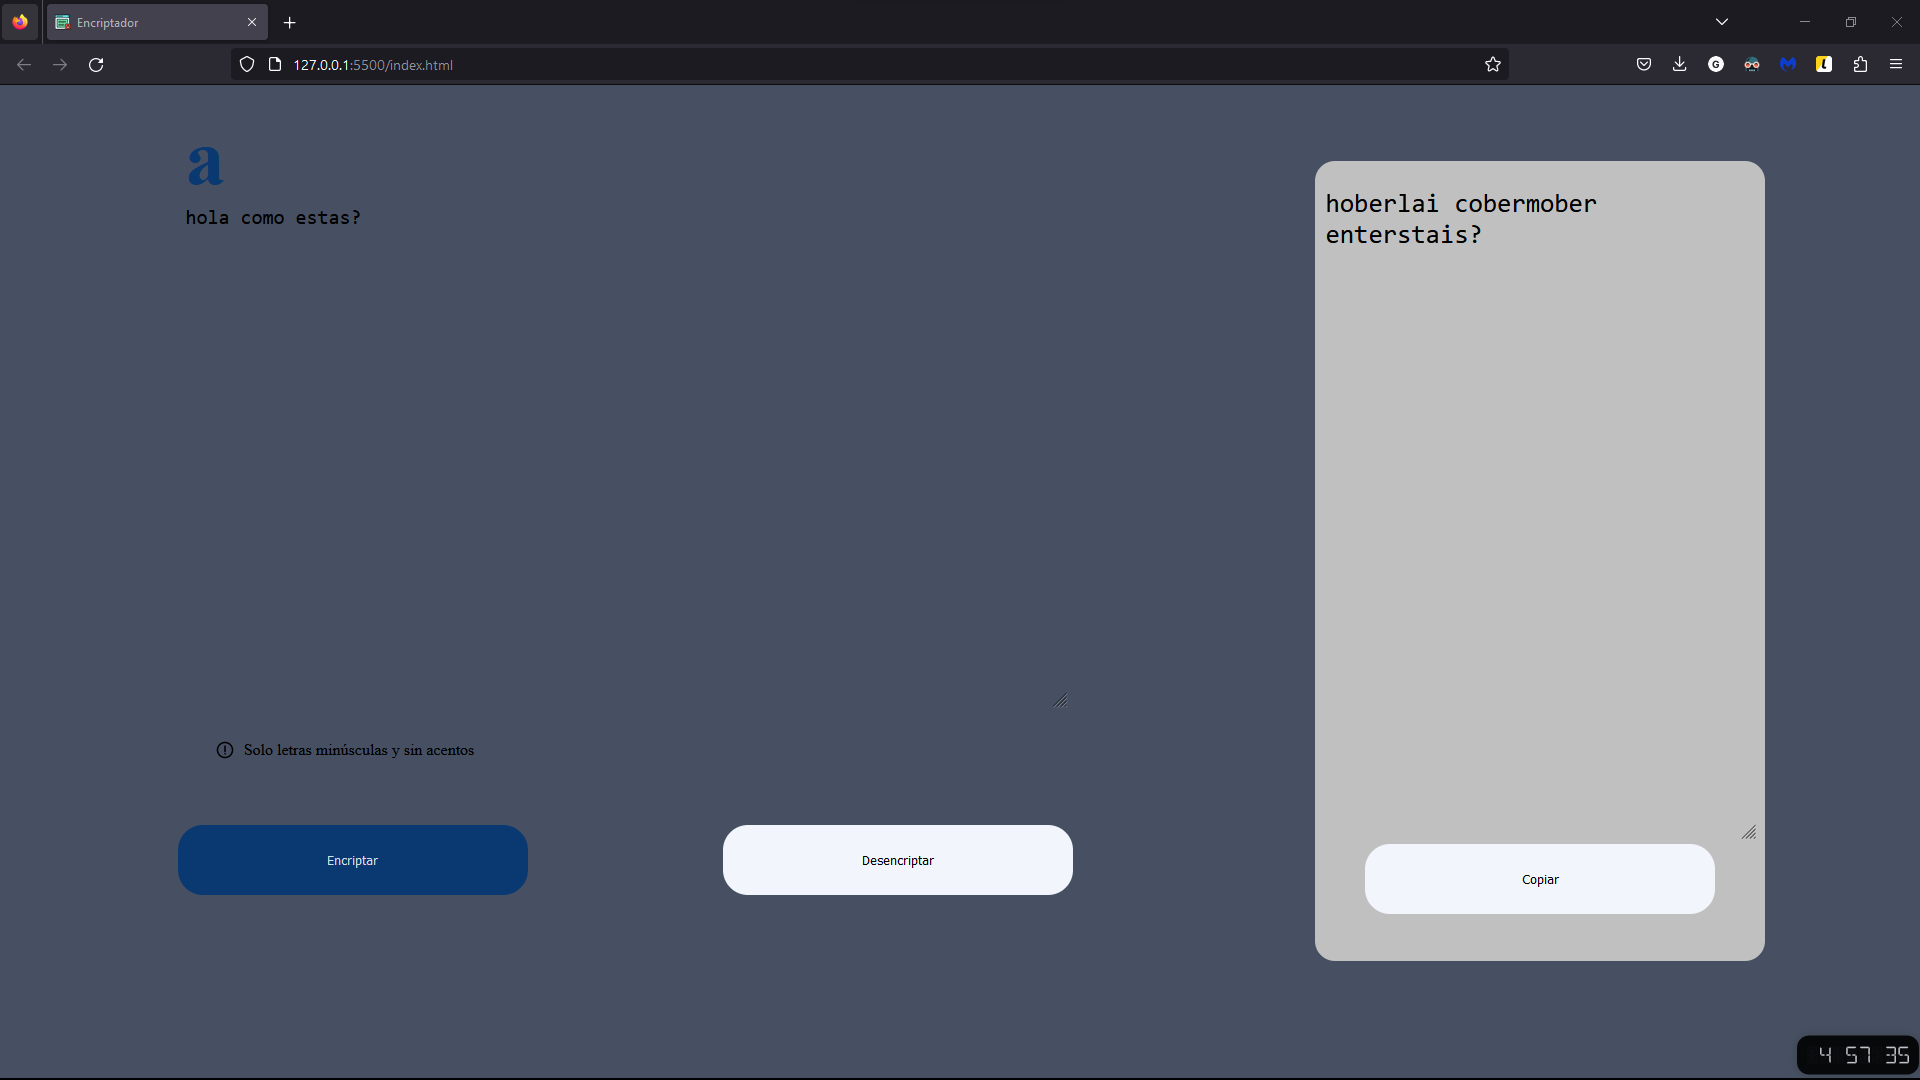 Encriptador
127.0.0.1:5500/index.html
a
hola como estas?
hoberlai cobermober
enterstais?
Solo letras minúsculas y sin acentos
Encriptar
Desencriptar
Copiar
4 57 35